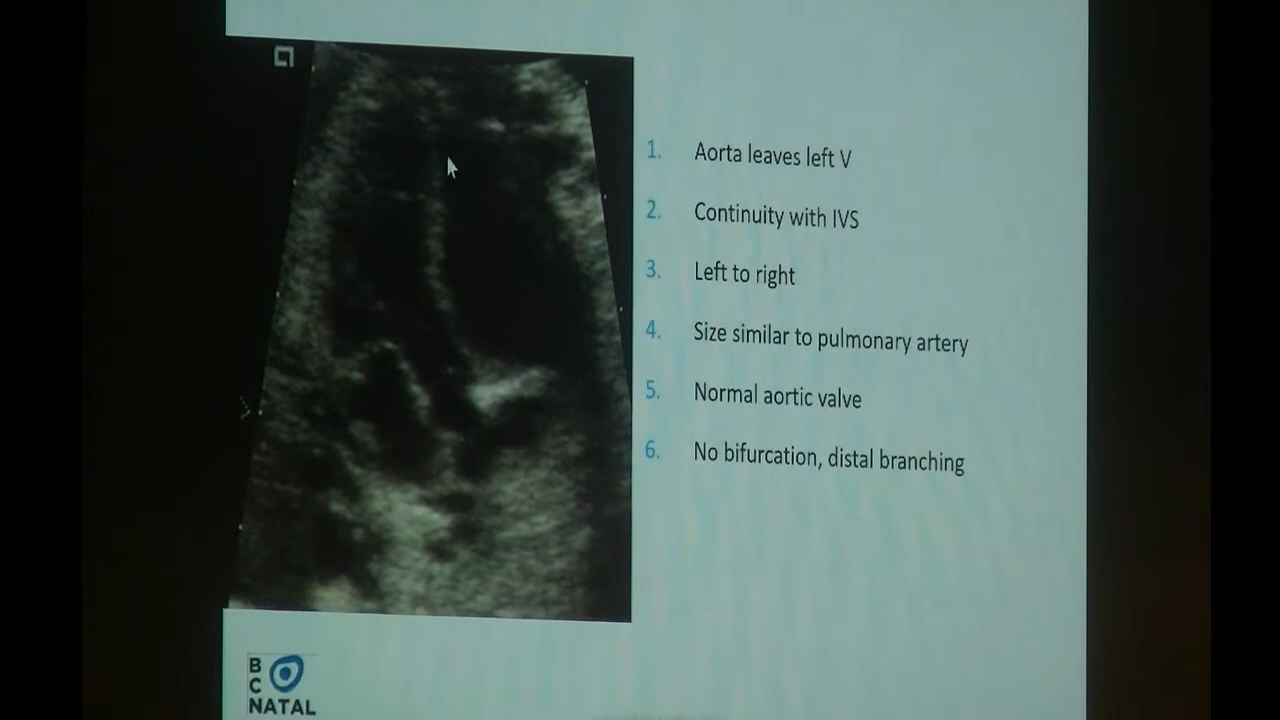 1. Aorta leaves left V
2. Continuity with IVS
3. Left to right
4. Size similar to pulmonary artery
5. Normal aortic valve
6. No bifurcation, distal branching
B
C
NATAL